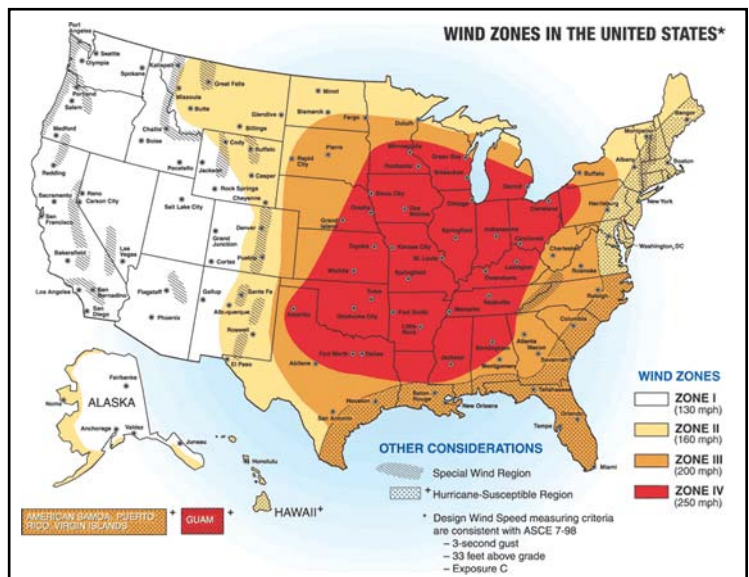 WIND ZONES IN THE UNITED STATES*
Port
Angeles
Seattle
Olympia
Spokane
Portland
Salem
Medford
Redding
Sacramento
Reno
Carson City
San
Francisco
Bakersfield
Las
Vegas
Los Angeles
San
Bernadino
San
Diego
Kalispell
Great Falls
Missoula
Butte
Glendive
Billings
Challis
Boise
Pocatello
Cody
Buffalo
Jackson
Casper
Rock Springs
Cheyenne
Salt Lake City
Grand
Junction
Cortez
Denver
Pueblo
Flagstaff
Phoenix
Gallup
Santa Fe
Albuquerque
Roswell
El Paso
Minot
Bismarck
Fargo
Rapid
City
Pierre
Duluth
Minneapolis
Rochester
Green Bay
Milwaukee
Sioux City
Omaha
Des
Moines
Grand
Island
Chicago
Detroit
Cleveland
Springfield
Indianapolis
Cincinnati
Topeka
Kansas City
St. Louis
Wichita
Springfield
Lexington
Nashville
Tulsa
Amarillo
Oklahoma City
Fort Smith
Little
Rock
Memphis
Fort Worth
Dallas
Abilene
Jackson
Birmingham
Montgomery
Atlanta
Macon
Houston
San Antonio
Baton
Rouge
New Orleans
Tallahassee
Orlando
Tampa
Miami
Savannah
Columbia
Raleigh
Roanoke
Charleston
Washington, DC
Harrisburg
Buffalo
Albany
New York
Boston
Montpelier
Bangor
Fairbanks
Nome
ALASKA
Anchorage
Valdez
Juneau
Honolulu
HAWAII+
AMERICAN SAMOA, PUERTO
RICO, VIRGIN ISLANDS
+
GUAM
+
OTHER CONSIDERATIONS
Special Wind Region
+ Hurricane-Susceptible Region
* Design Wind Speed measuring criteria
are consistent with ASCE 7-98
– 3-second gust
– 33 feet above grade
– Exposure C
WIND ZONES
ZONE I
(130 mph)
ZONE II
(160 mph)
ZONE III
(200 mph)
ZONE IV
(250 mph)